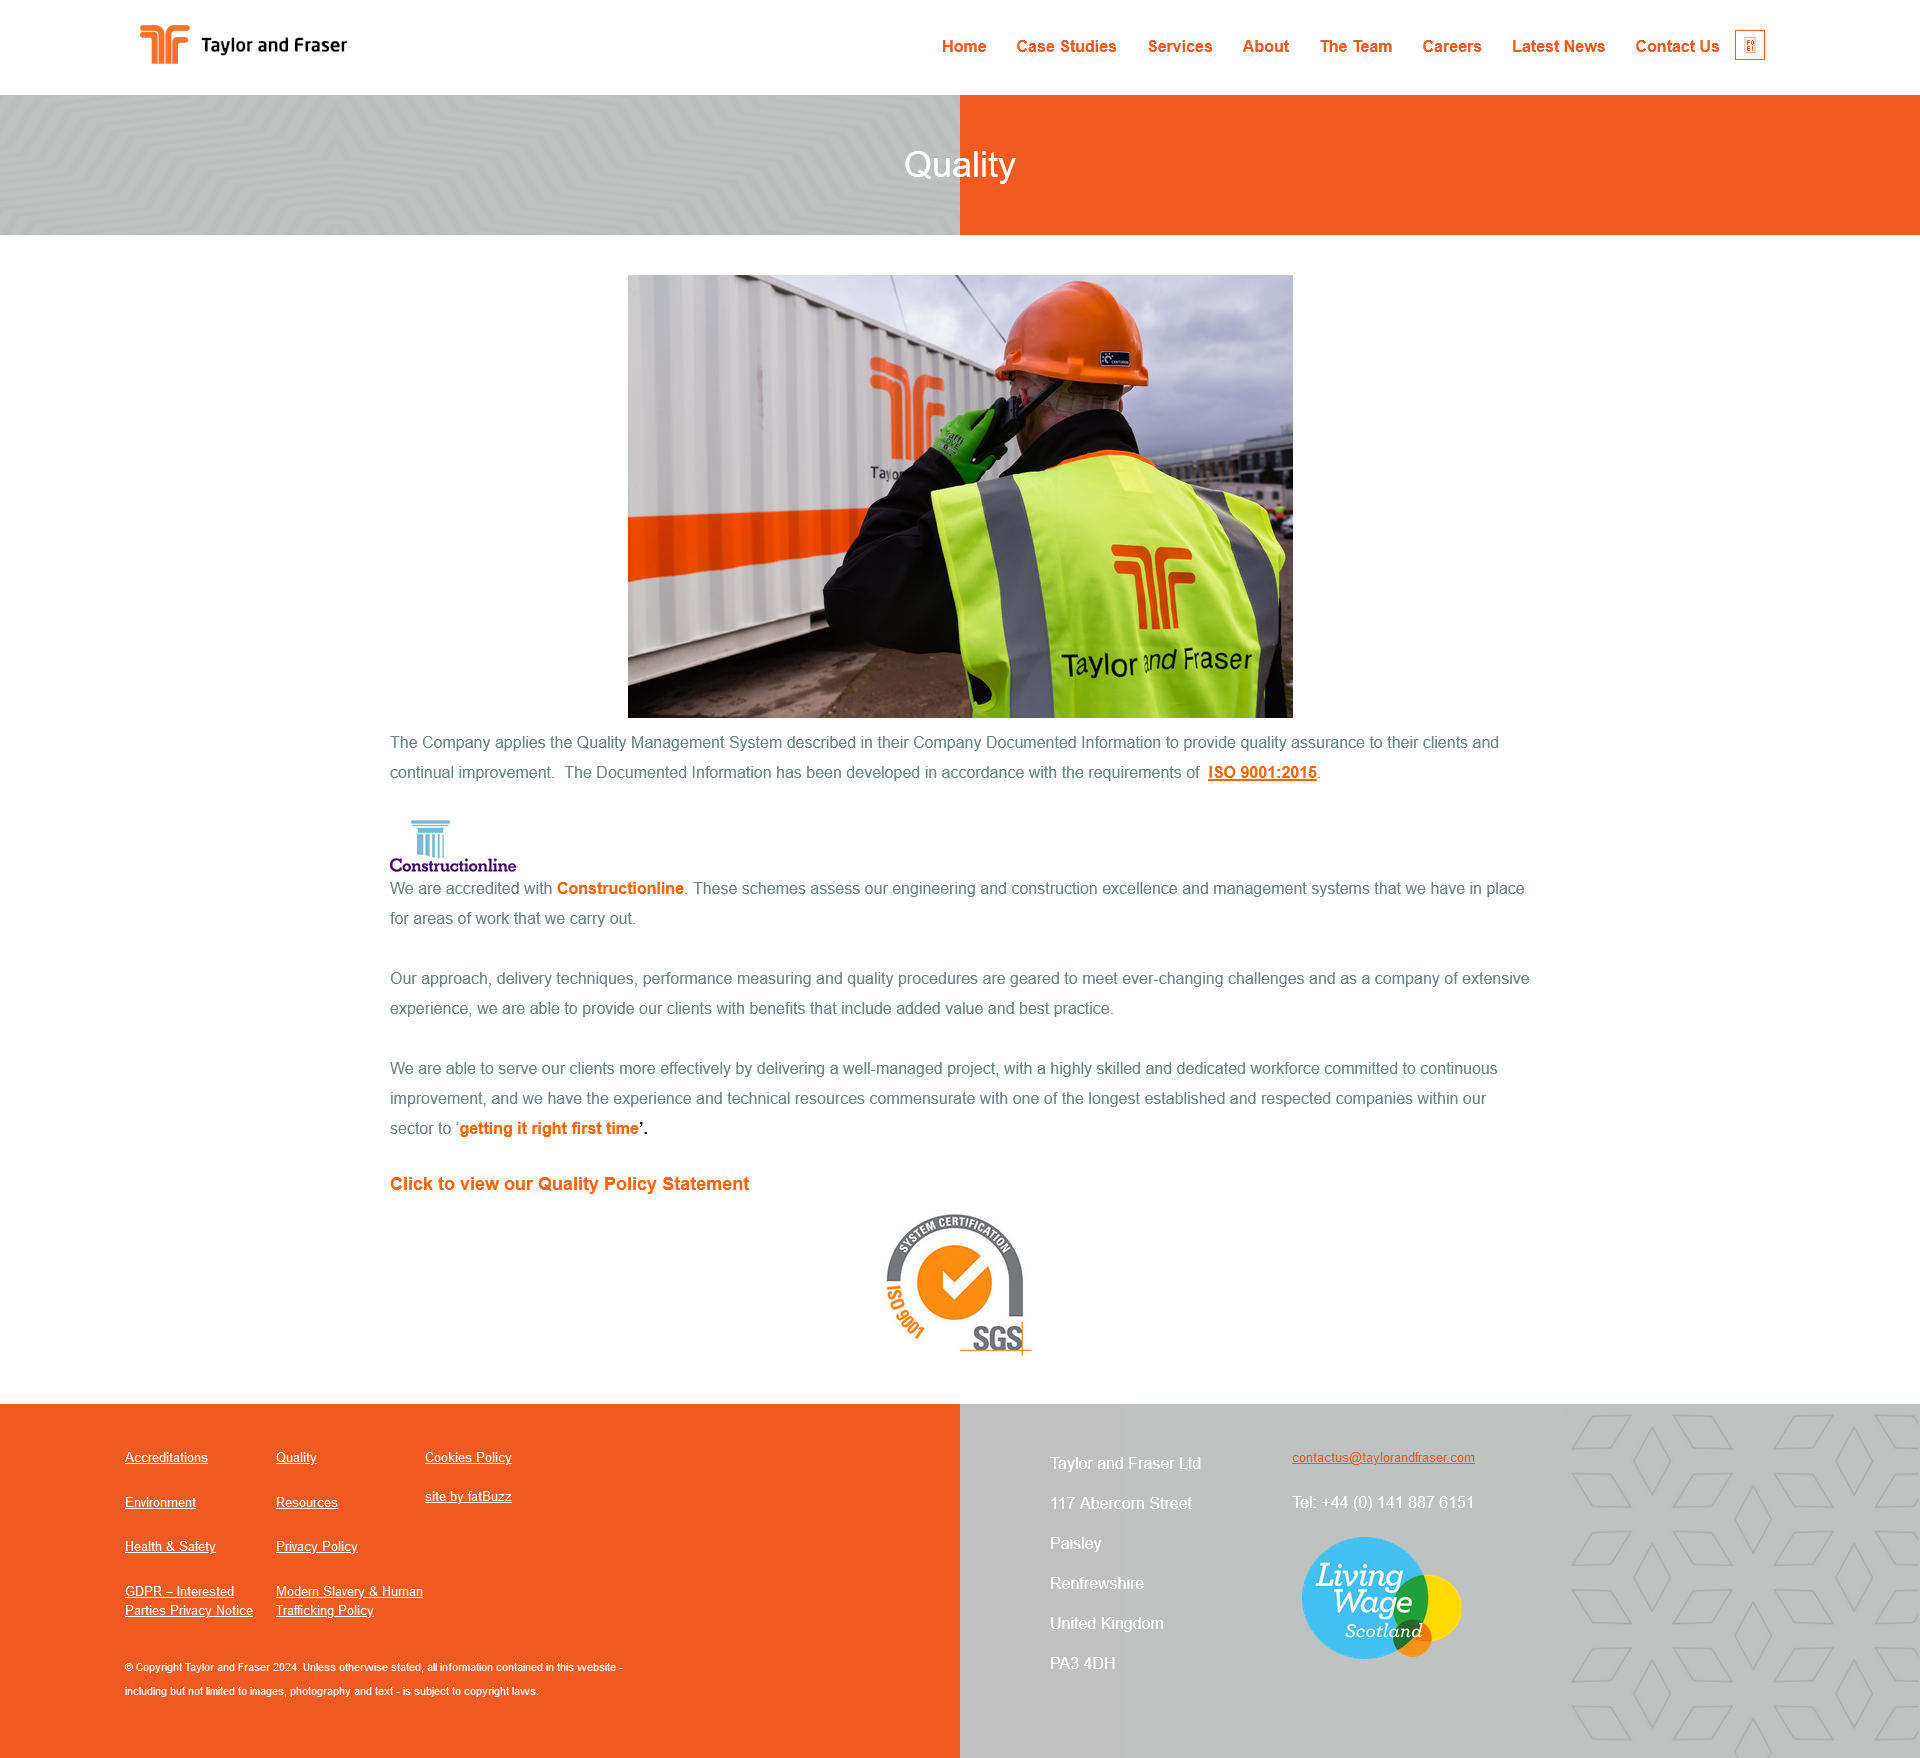 Taylor and Fraser
Home
Case Studies
Services
About
The Team
Careers
Latest News
Contact Us
Quality
CENTURION
Taylor
Taylor and Fraser
The Company applies the Quality Management System described in their Company Documented Information to provide quality assurance to their clients and
continual improvement.  The Documented Information has been developed in accordance with the requirements of  ISO 9001:2015.
Constructionline
We are accredited with Constructionline. These schemes assess our engineering and construction excellence and management systems that we have in place
for areas of work that we carry out.
Our approach, delivery techniques, performance measuring and quality procedures are geared to meet ever-changing challenges and as a company of extensive
experience, we are able to provide our clients with benefits that include added value and best practice.
We are able to serve our clients more effectively by delivering a well-managed project, with a highly skilled and dedicated workforce committed to continuous
improvement, and we have the experience and technical resources commensurate with one of the longest established and respected companies within our
sector to ‘getting it right first time’.
Click to view our Quality Policy Statement
SYSTEM CERTIFICATION
ISO 9001
SGS
Accreditations
Environment
Health & Safety
GDPR – Interested
Parties Privacy Notice
Quality
Resources
Privacy Policy
Modern Slavery & Human
Trafficking Policy
Cookies Policy
site by fatBuzz
© Copyright Taylor and Fraser 2024. Unless otherwise stated, all information contained in this website -
including but not limited to images, photography and text - is subject to copyright laws.
Taylor and Fraser Ltd
117 Abercorn Street
Paisley
Renfrewshire
United Kingdom
PA3 4DH
contactus@taylorandfraser.com
Tel: +44 (0) 141 887 6151
Living
Wage
Scotland